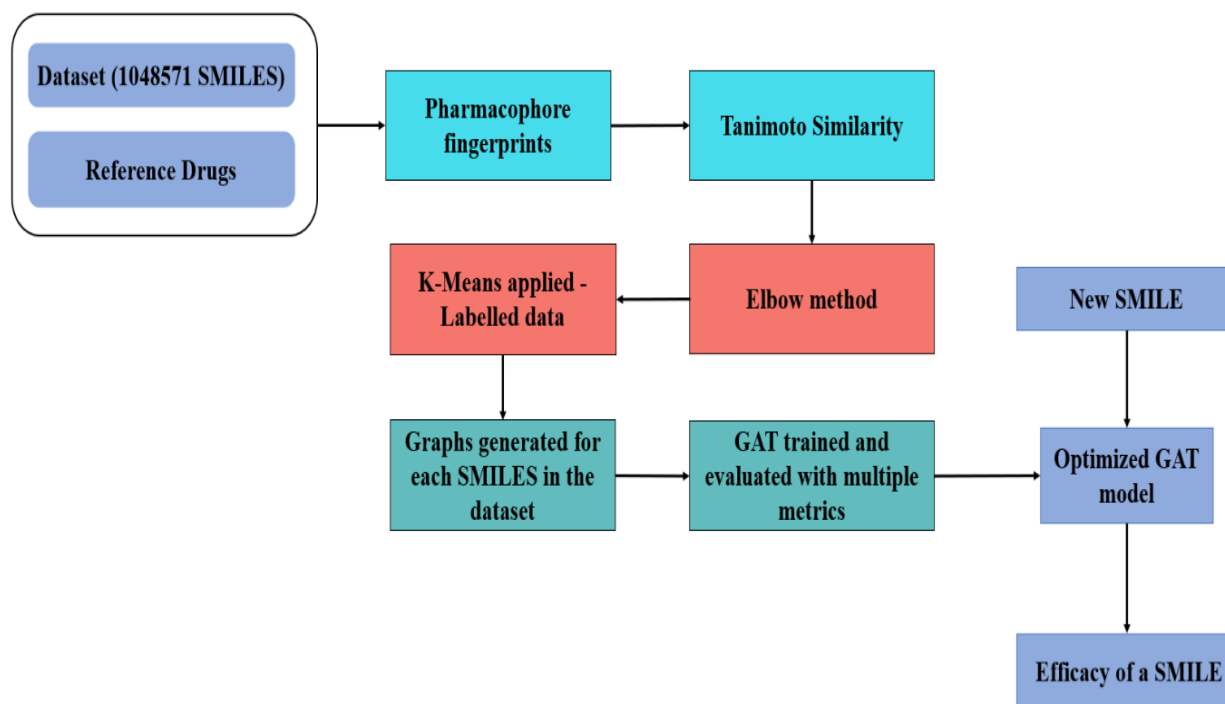 Dataset (1048571 SMILES)
Reference Drugs
Pharmacophore
fingerprints
Tanimoto Similarity
K-Means applied -
Labelled data
Elbow method
New SMILE
Graphs generated for
each SMILES in the
dataset
GAT trained and
evaluated with multiple
metrics
Optimized GAT
model
Efficacy of a SMILE